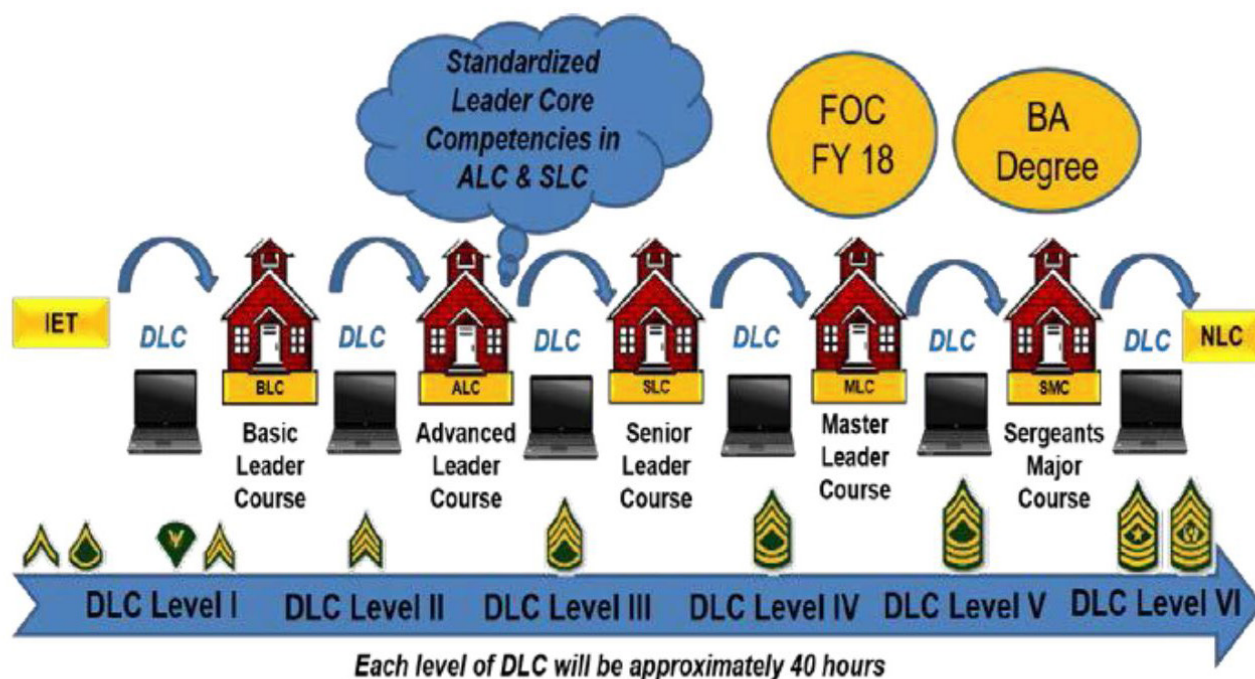 Standardized
Leader Core
Competencies in
ALC & SLC
FOC
FY 18
BA
Degree
IET
DLC
DLC
DLC
DLC
DLC
DLC
NLC
BLC
ALC
SLC
MLC
SMC
Basic
Leader
Course
Advanced
Leader
Course
Senior
Leader
Course
Master
Leader
Course
Sergeants
Major
Course
DLC Level I
DLC Level II
DLC Level III
DLC Level IV
DLC Level V
DLC Level VI
Each level of DLC will be approximately 40 hours